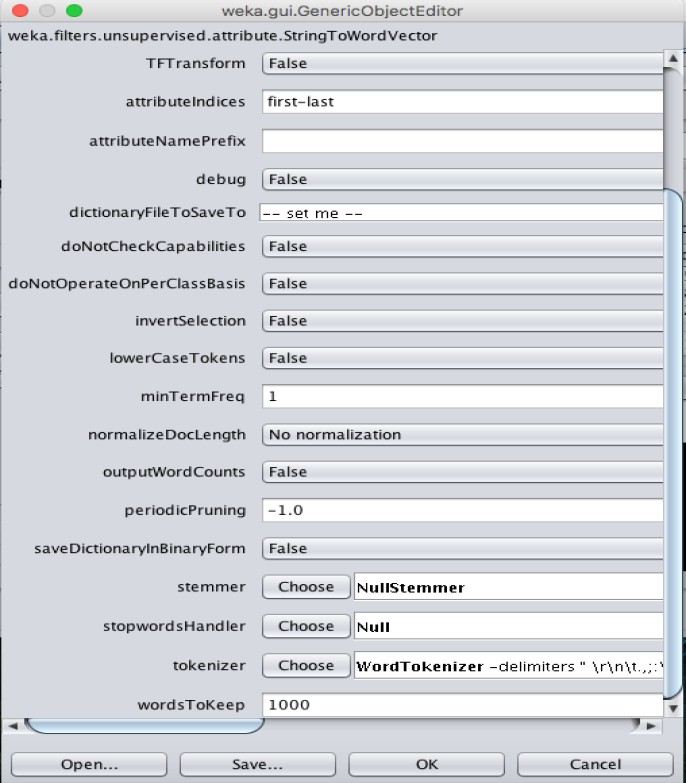 weka.gui.GenericObjectEditor
weka.filters.unsupervised.attribute.StringToWordVector
TFTransform False
attributeIndices first-last
attributeNamePrefix
debug False
dictionaryFileToSaveTo -- set me --
doNotCheckCapabilities False
doNotOperateOnPerClassBasis False
invertSelection False
lowerCaseTokens False
minTermFreq 1
normalizeDocLength No normalization
outputWordCounts False
periodicPruning -1.0
saveDictionaryInBinaryForm False
stemmer Choose NullStemmer
stopwordsHandler Choose Null
tokenizer Choose WordTokenizer -delimiters " \r\n\t.,;:\
wordsToKeep 1000
Open... Save... OK Cancel